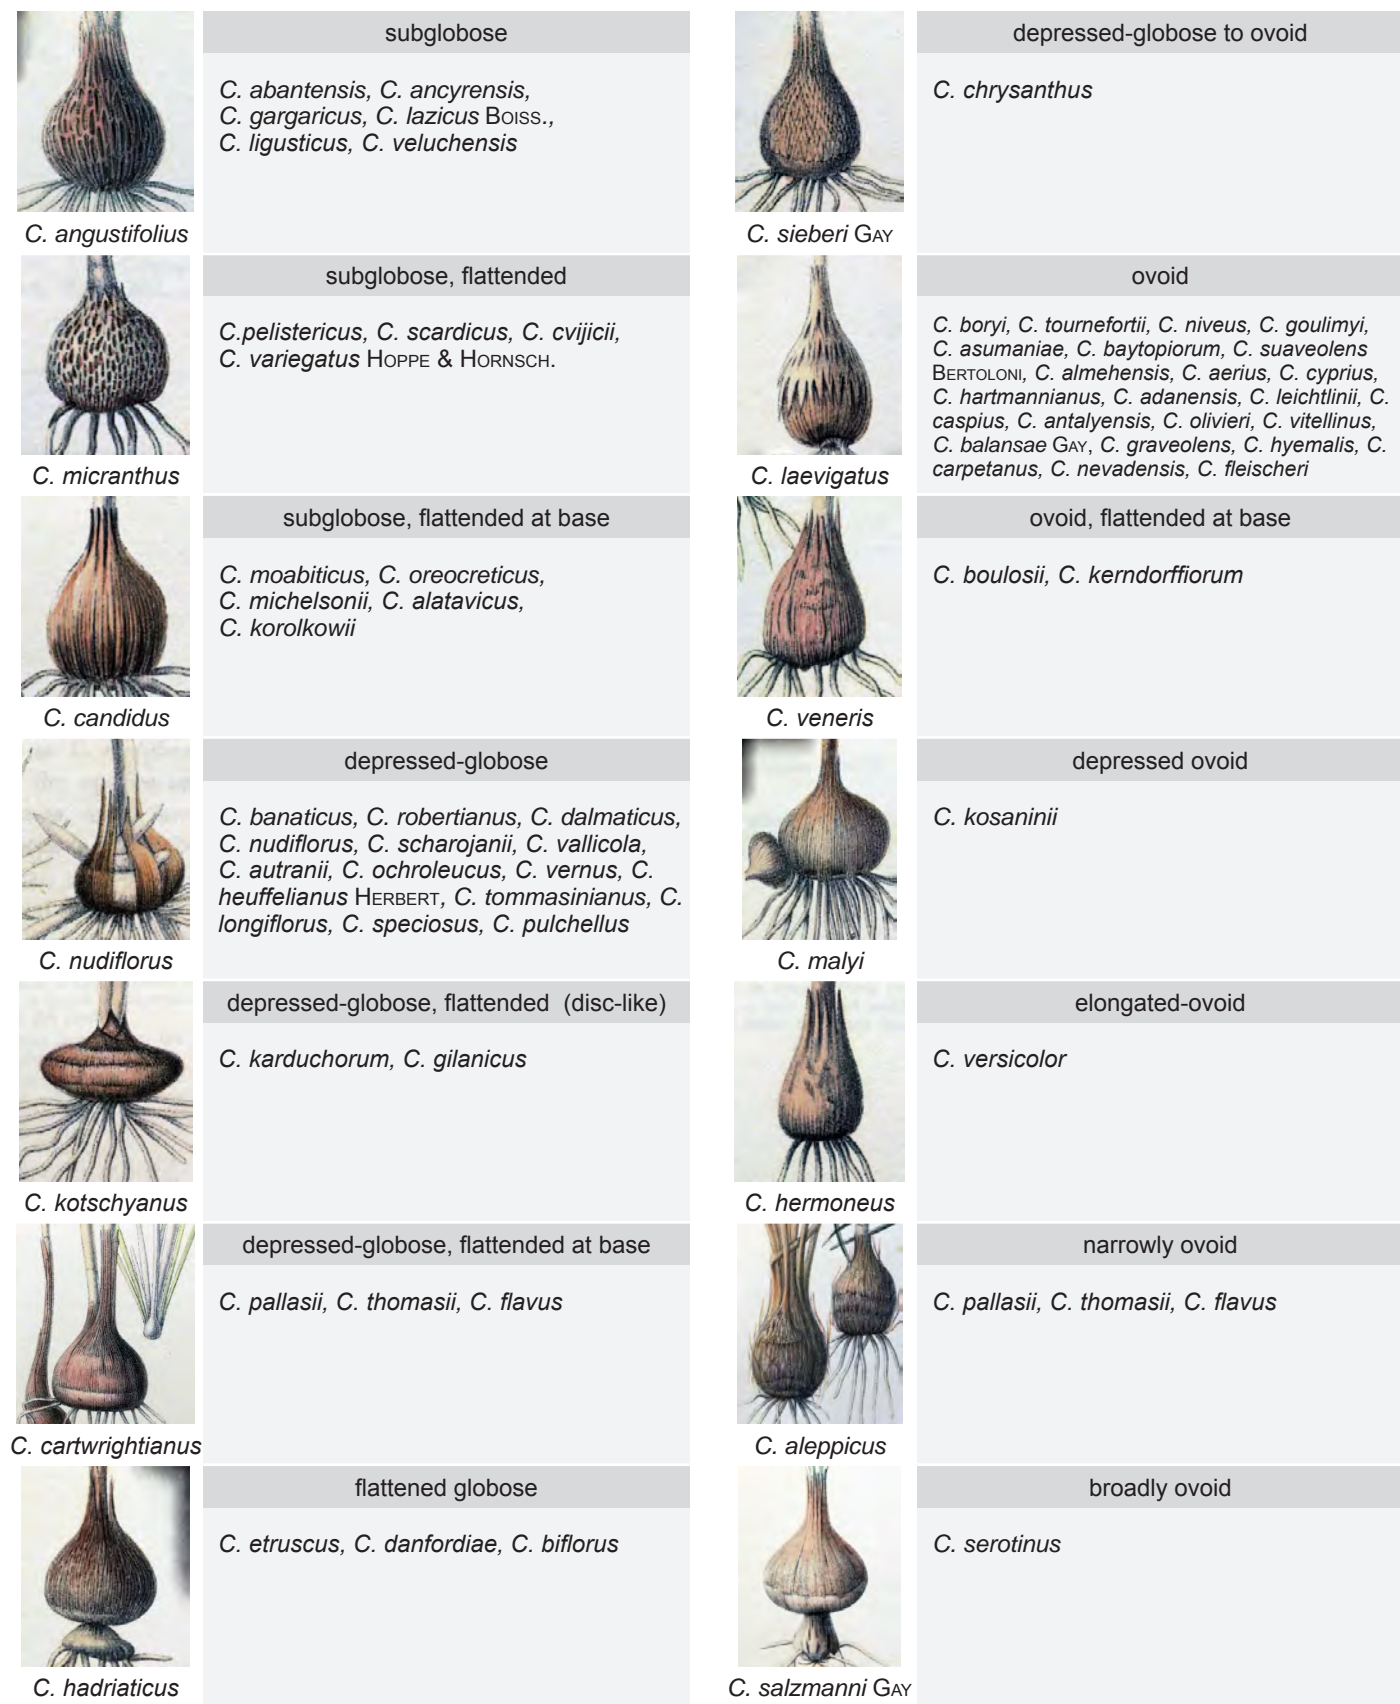 subglobose
C. abantensis, C. ancyrensis,
C. gargaricus, C. lazicus BOISS.,
C. ligusticus, C. veluchensis
C. angustifolius
subglobose, flattended
C.pelistericus, C. scardicus, C. cvijicii,
C. variegatus HOPPE & HORNSCH.
C. micranthus
subglobose, flattended at base
C. moabiticus, C. oreocreticus,
C. michelsonii, C. alatavicus,
C. korolkowii
C. candidus
depressed-globose
C. banaticus, C. robertianus, C. dalmaticus,
C. nudiflorus, C. scharojanii, C. vallicola,
C. autranii, C. ochroleucus, C. vernus, C.
heuffelianus HERBERT, C. tommasinianus, C.
longiflorus, C. speciosus, C. pulchellus
C. nudiflorus
depressed-globose, flattended (disc-like)
C. karduchorum, C. gilanicus
C. kotschyanus
depressed-globose, flattended at base
C. pallasii, C. thomasii, C. flavus
C. cartwrightianus
flattened globose
C. etruscus, C. danfordiae, C. biflorus
C. hadriaticus
depressed-globose to ovoid
C. chrysanthus
C. sieberi GAY
ovoid
C. boryi, C. tournefortii, C. niveus, C. goulimyi,
C. asumaniae, C. baytopiorum, C. suaveolens
BERTOLONI, C. almehensis, C. aerius, C. cyprius,
C. hartmannianus, C. adanensis, C. leichtlinii, C.
caspius, C. antalyensis, C. olivieri, C. vitellinus,
C. balansae GAY, C. graveolens, C. hyemalis, C.
carpetanus, C. nevadensis, C. fleischeri
C. laevigatus
ovoid, flattended at base
C. boulosii, C. kerndorffiorum
C. veneris
depressed ovoid
C. kosaninii
C. malyi
elongated-ovoid
C. versicolor
C. hermoneus
narrowly ovoid
C. pallasii, C. thomasii, C. flavus
C. aleppicus
broadly ovoid
C. serotinus
C. salzmanni GAY